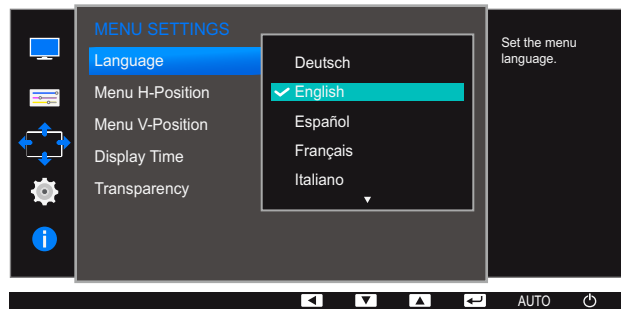 MENU SETTINGS
Language
Menu H-Position
Menu V-Position
Display Time
Transparency
Deutsch
English
Español
Français
Italiano
Set the menu
language.
AUTO